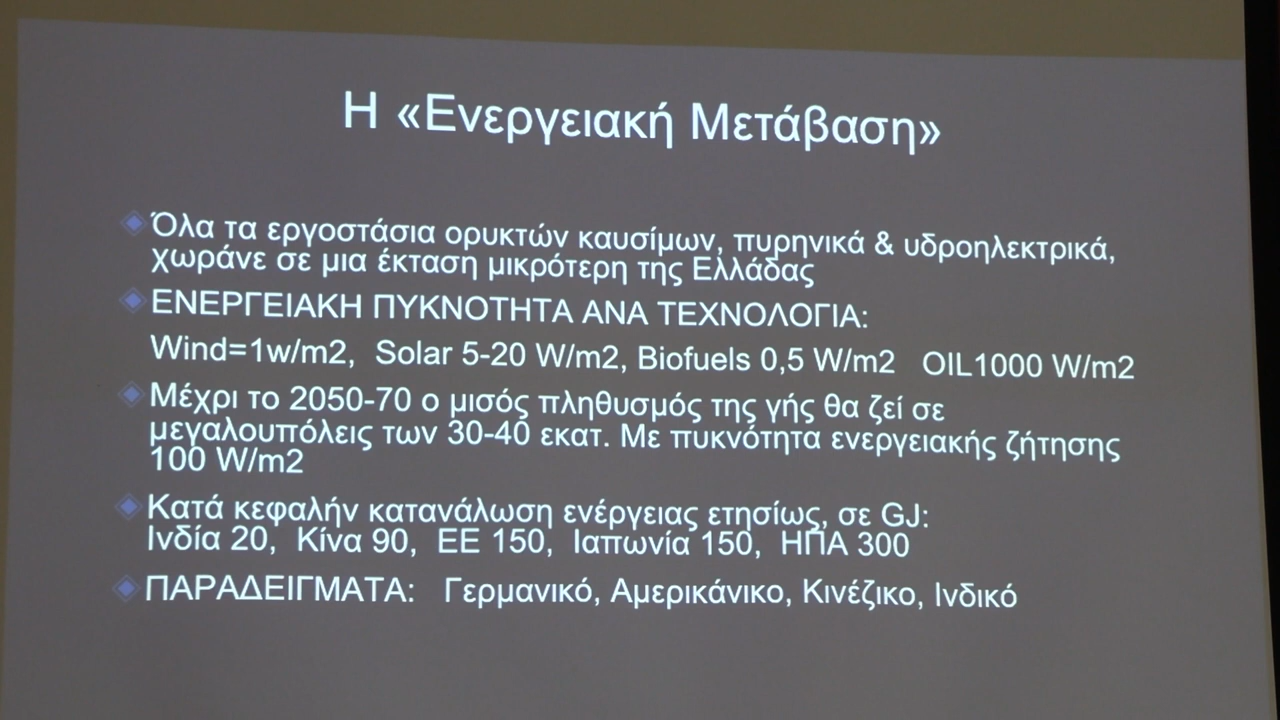 Η «Ενεργειακή Μετάβαση»
Όλα τα εργοστάσια ορυκτών καυσίμων, πυρηνικά & υδροηλεκτρικά,
χωράνε σε μια έκταση μικρότερη της Ελλάδας
ΕΝΕΡΓΕΙΑΚΗ ΠΥΚΝΟΤΗΤΑ ΑΝΑ ΤΕΧΝΟΛΟΓΙΑ:
Wind=1w/m2, Solar 5-20 W/m2, Biofuels 0,5 W/m2 OIL1000 W/m2
Μέχρι το 2050-70 ο μισός πληθυσμός της γής θα ζεί σε
μεγαλουπόλεις των 30-40 εκατ. Με πυκνότητα ενεργειακής ζήτησης
100 W/m2
Κατά κεφαλήν κατανάλωση ενέργειας ετησίως, σε GJ:
Ινδία 20, Κίνα 90, ΕΕ 150, Ιαπωνία 150, ΗΠΑ 300
ΠΑΡΑΔΕΙΓΜΑΤΑ: Γερμανικό, Αμερικάνικο, Κινέζικο, Ινδικό